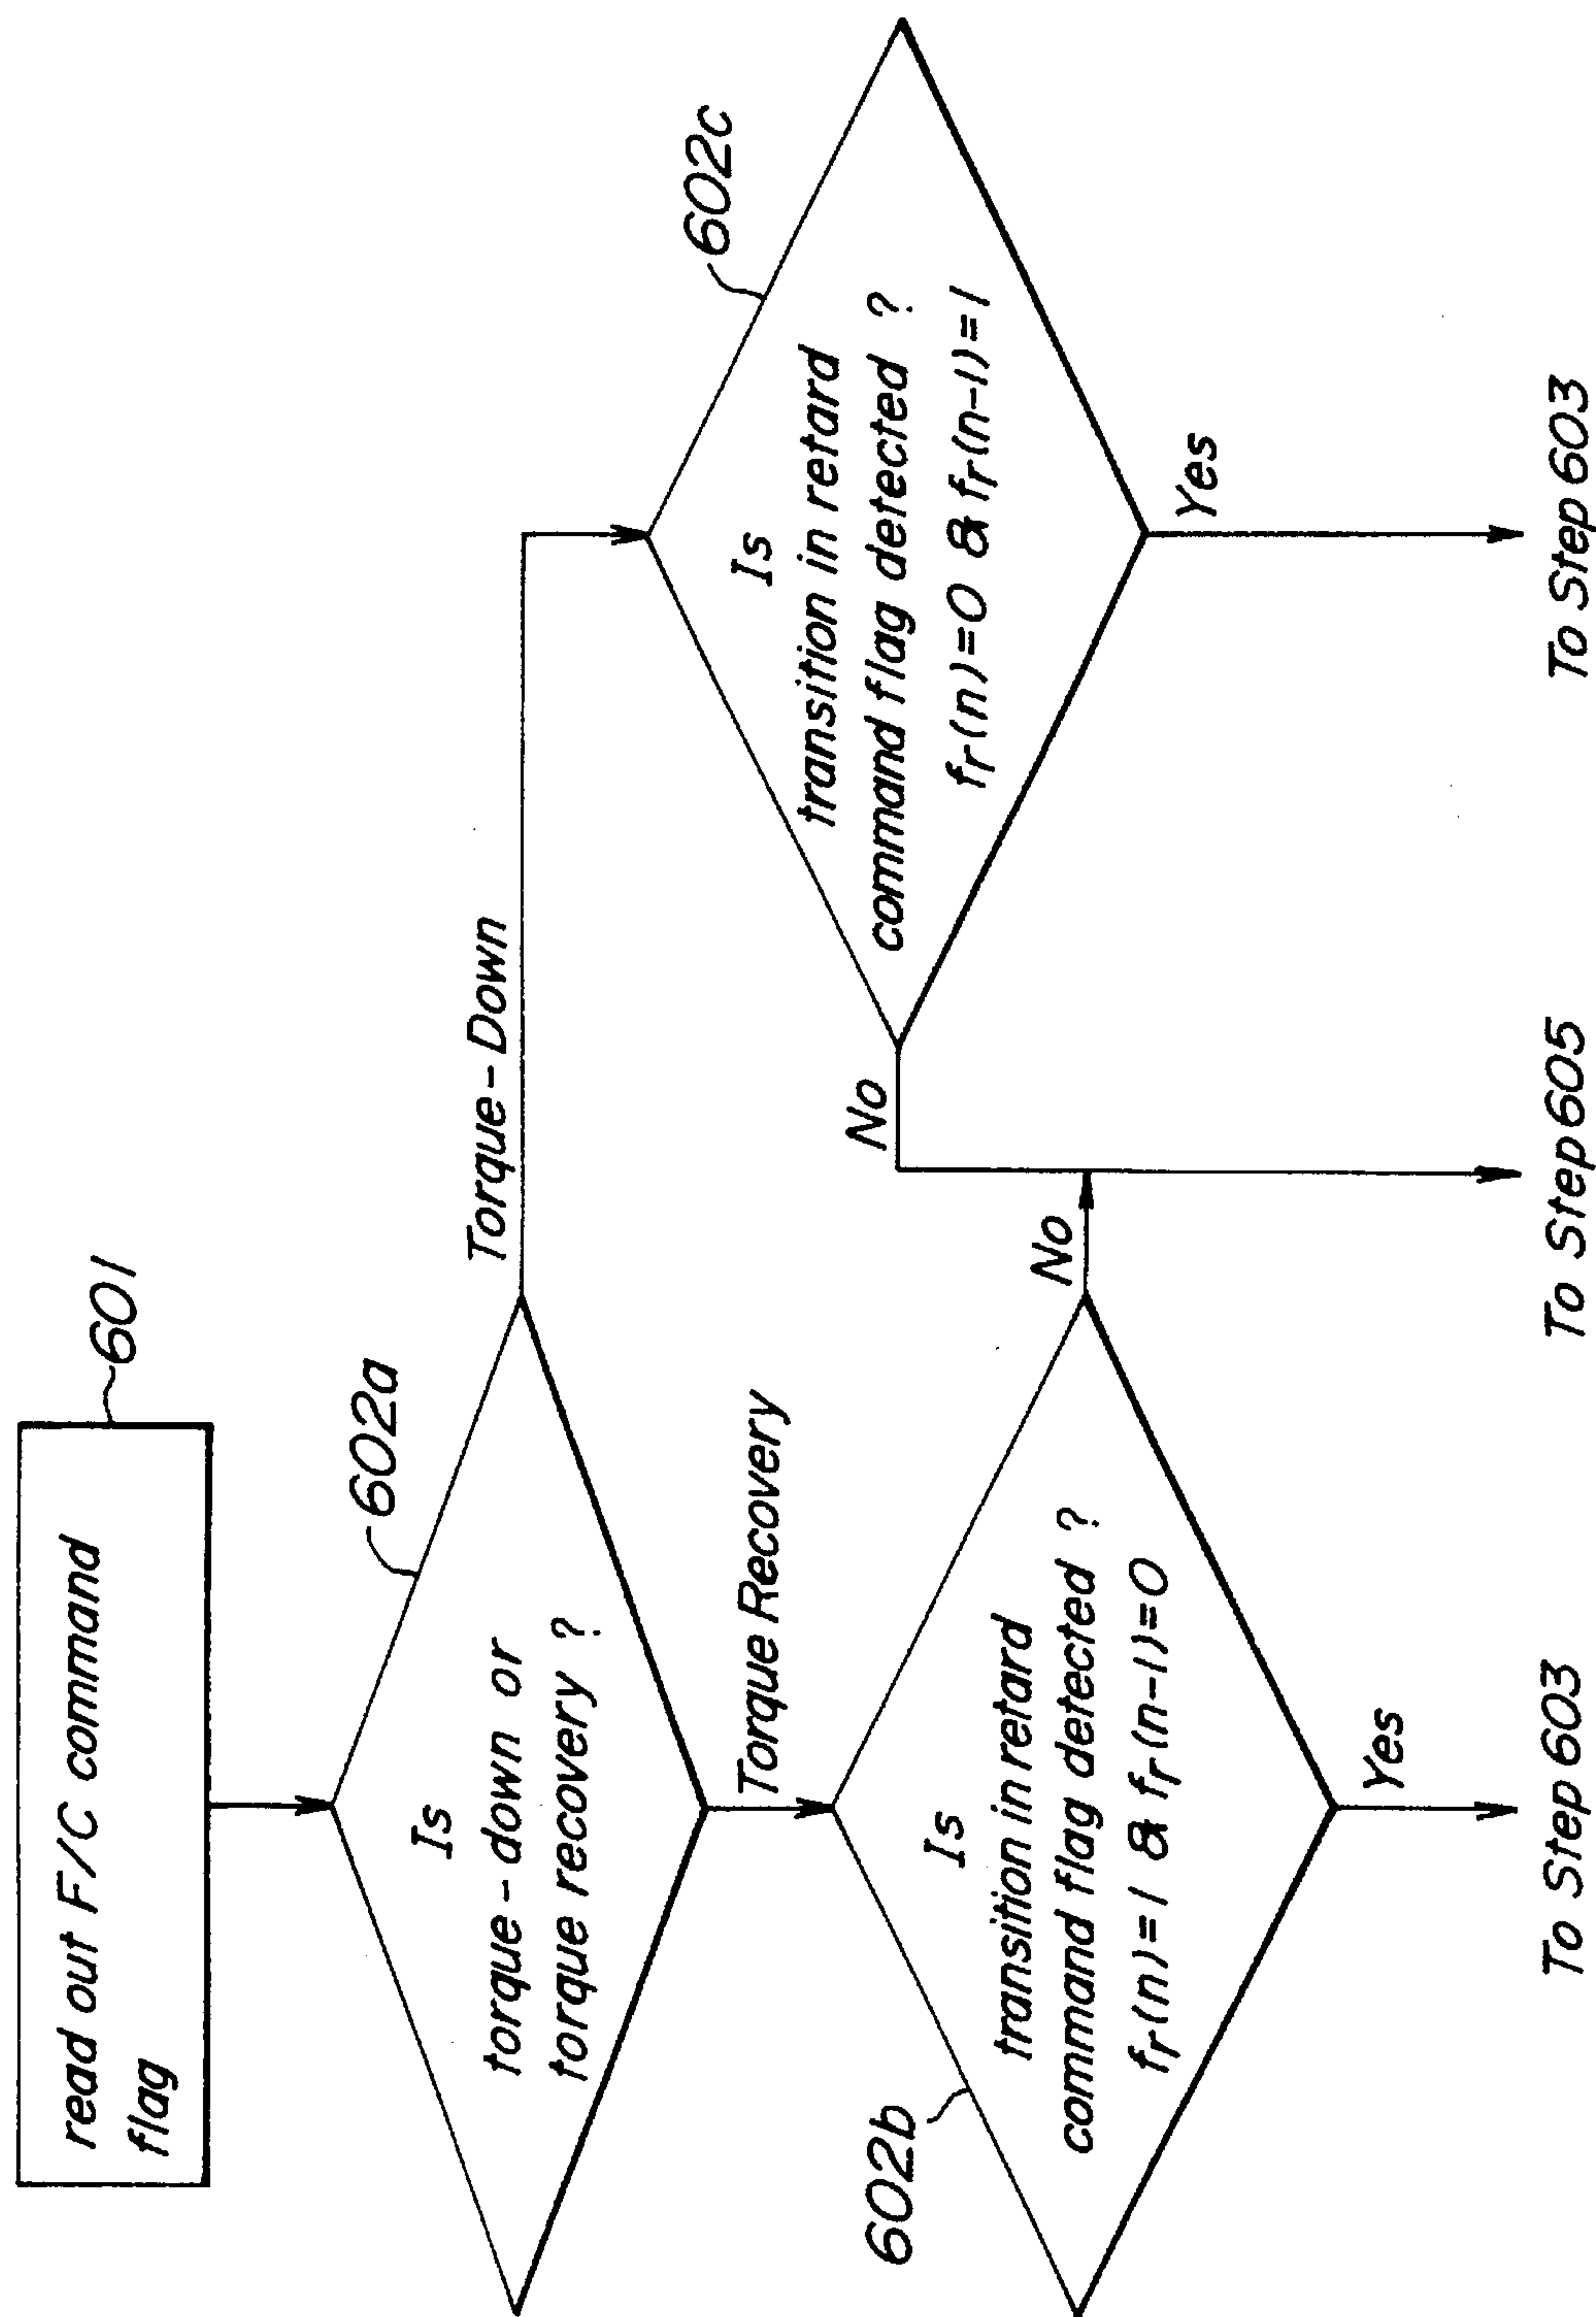 read out F/C command
flag
601
Is
torque-down or
torque recovery ?
602a
Torque-Down
Torque Recovery
Is
transition in retard
command flag detected ?
fr(n)=1 & fr(n-1)=0
602b
No
Yes
Is
transition in retard
command flag detected ?
fr(n)=0 & fr(n-1)=1
602c
No
Yes
To Step 603
To Step 605
To Step 603